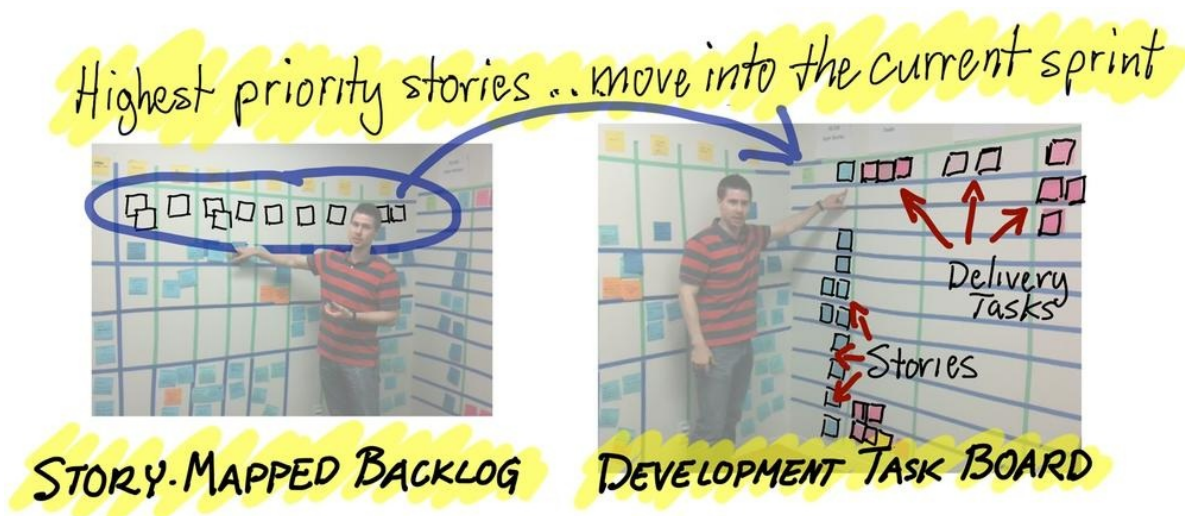 Highest priority stories...move into the current sprint
Delivery
Tasks
Stories
STORY-MAPPED BACKLOG
DEVELOPMENT TASK BOARD